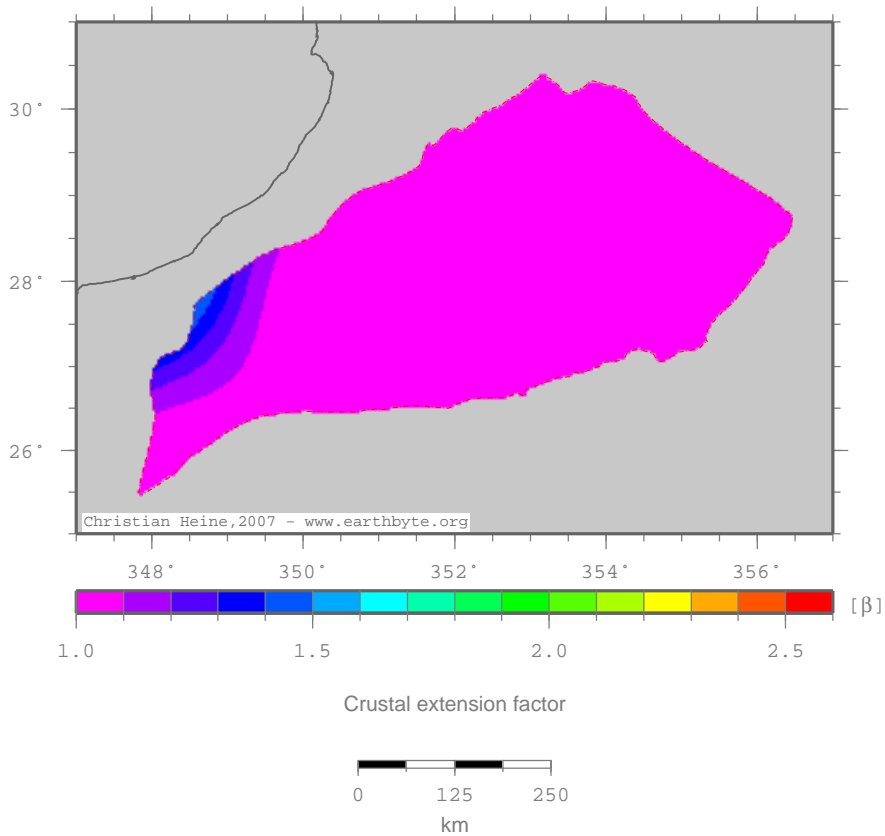 30°
28°
26°
Christian Heine,2007 - www.earthbyte.org
348° 350° 352° 354° 356°
[β]
1.0 1.5 2.0 2.5
Crustal extension factor
0 125 250
km